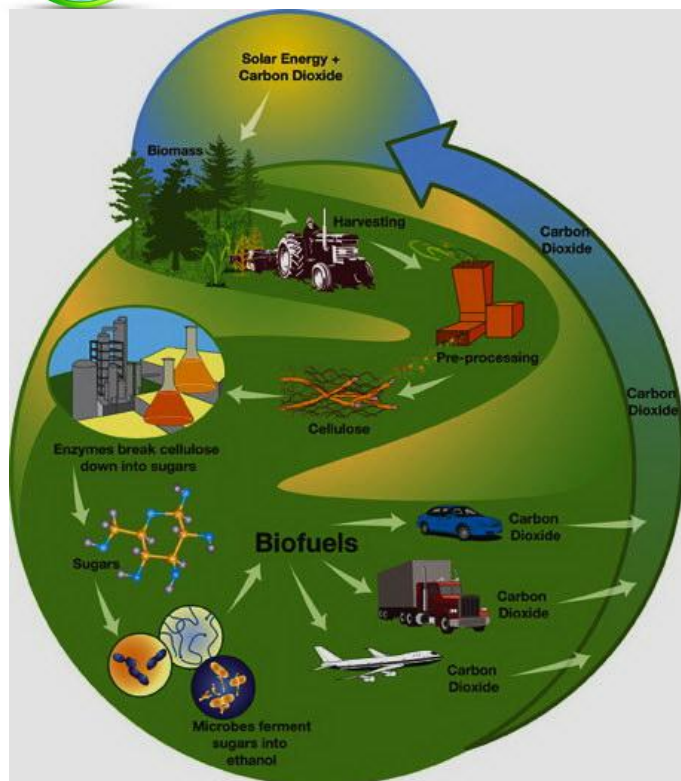 Solar Energy +
Carbon Dioxide
Biomass
Harvesting
Pre-processing
Cellulose
Enzymes break cellulose
down into sugars
Sugars
Microbes ferment
sugars into
ethanol
Biofuels
Carbon
Dioxide
Carbon
Dioxide
Carbon
Dioxide
Carbon
Dioxide
Carbon
Dioxide